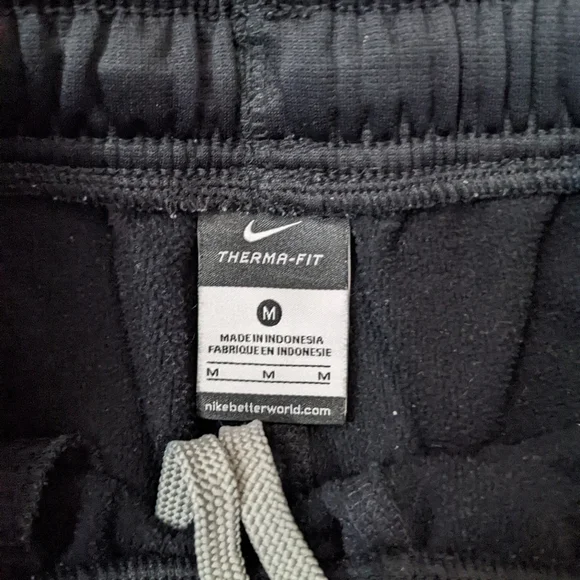 THERMA-FIT
M
MADE IN INDONESIA
FABRIQUE EN INDONESIE
M M M
nikebetterworld.com